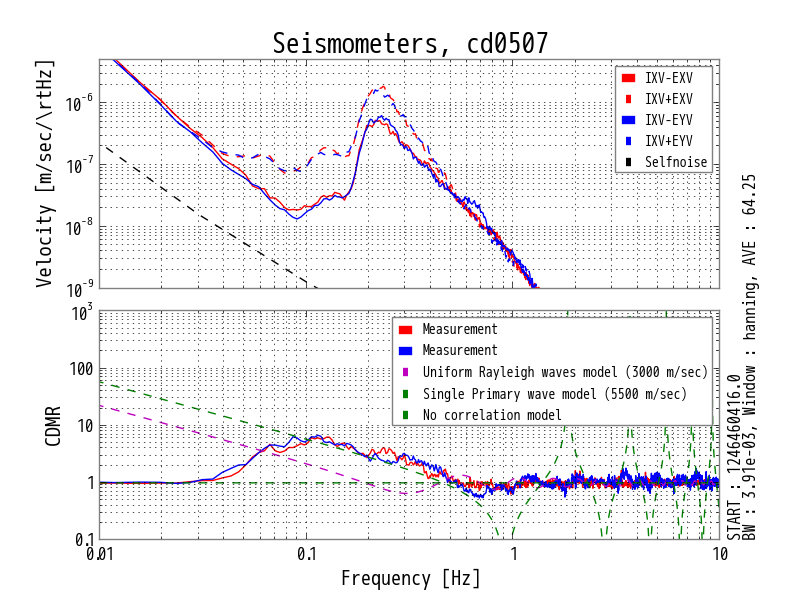 Seismometers, cd0507
Velocity [m/sec/\rtHz]
10^-6
10^-7
10^-8
10^-9
IXV-EXV
IXV+EXV
IXV-EYV
IXV+EYV
Selfnoise
CDMR
10^3
100
10
1
0.1
Measurement
Measurement
Uniform Rayleigh waves model (3000 m/sec)
Single Primary wave model (5500 m/sec)
No correlation model
0.01
0.1
1
10
Frequency [Hz]
START : 1246460416.0
BW : 3.91e-03, Window : hanning, AVE : 64.25